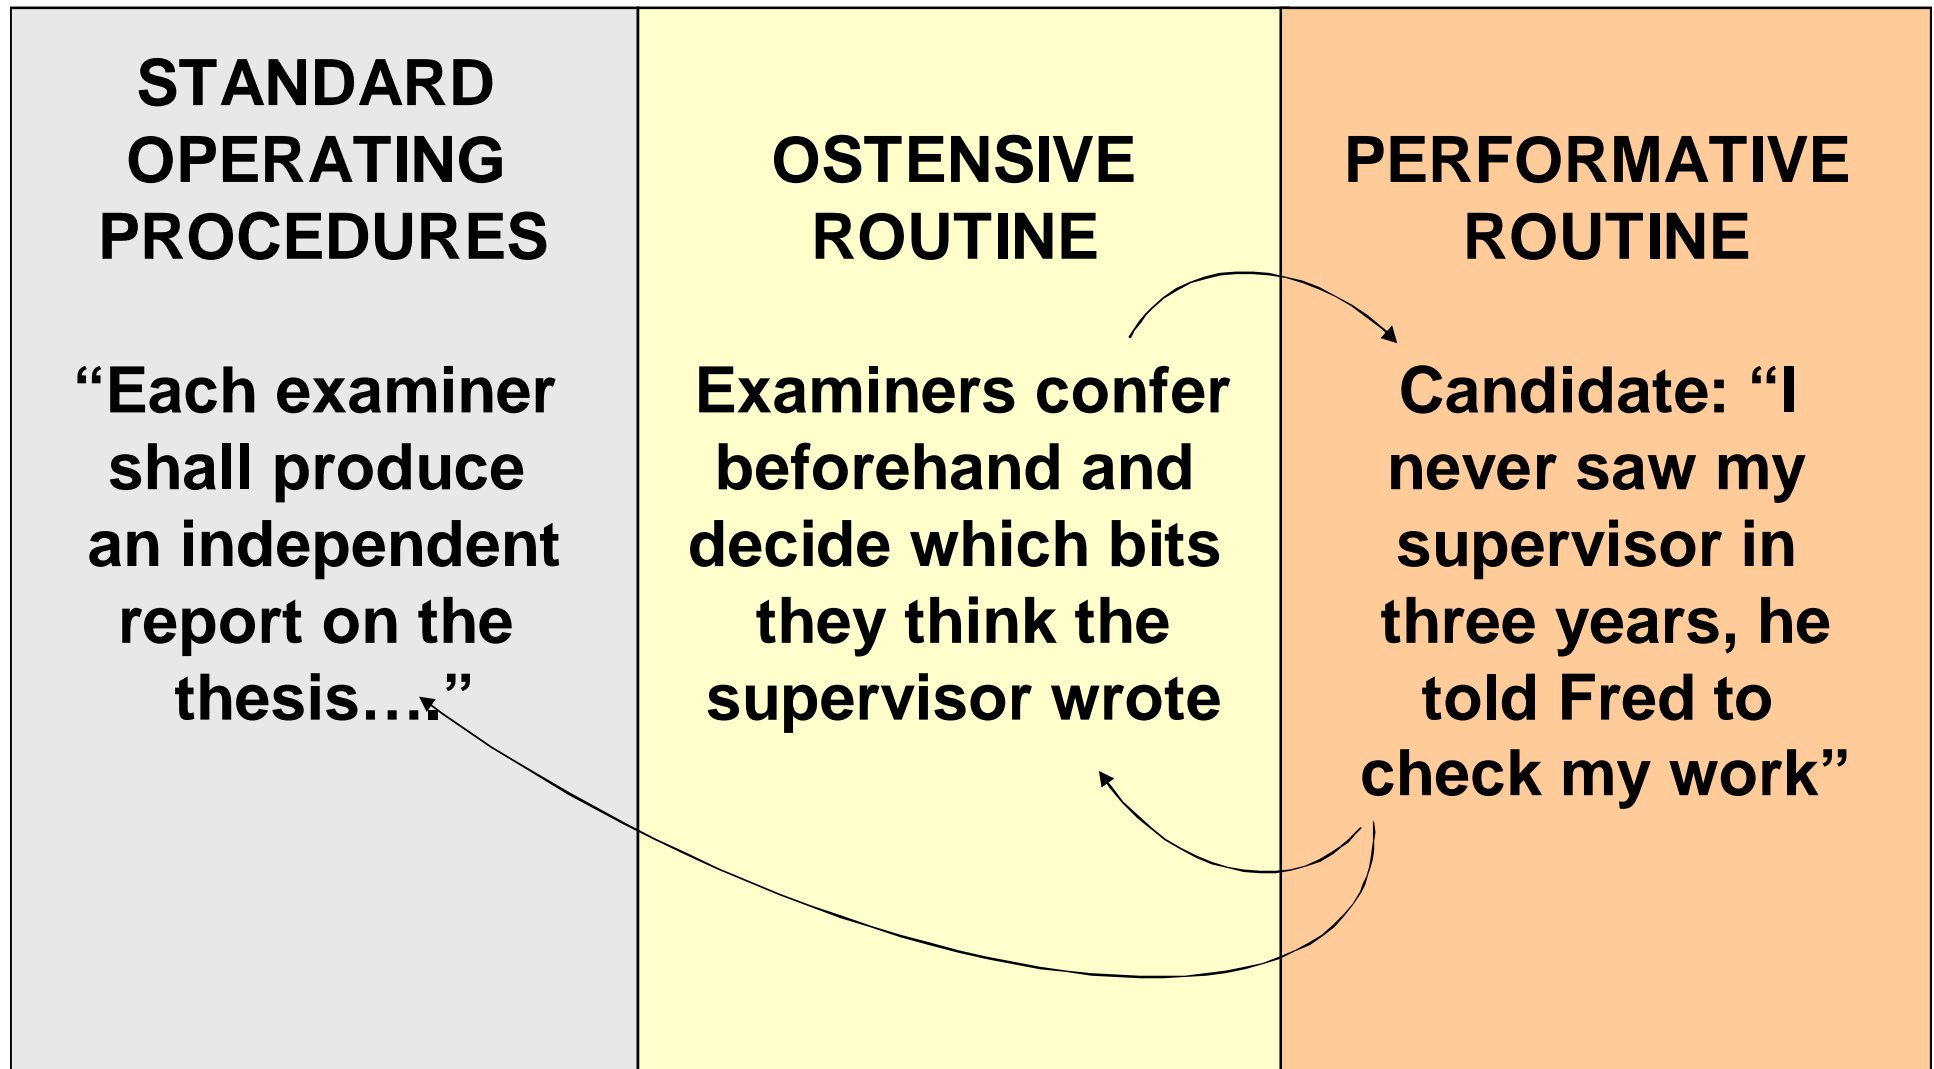 STANDARD
OPERATING
PROCEDURES
“Each examiner
shall produce
an independent
report on the
thesis….”
OSTENSIVE
ROUTINE
Examiners confer
beforehand and
decide which bits
they think the
supervisor wrote
PERFORMATIVE
ROUTINE
Candidate: “I
never saw my
supervisor in
three years, he
told Fred to
check my work”